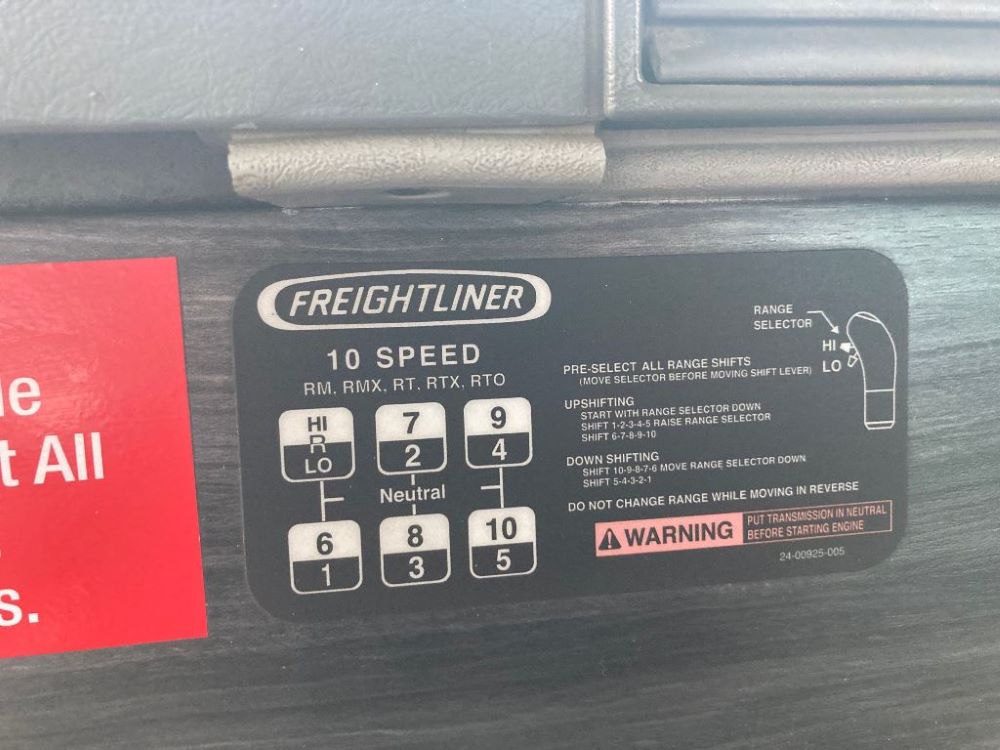 le
t All
s.
FREIGHTLINER
10 SPEED
RM, RMX, RT, RTX, RTO
HI
R
LO
7
2
9
4
Neutral
6
1
8
3
10
5
RANGE
SELECTOR
HI
LO
PRE-SELECT ALL RANGE SHIFTS
(MOVE SELECTOR BEFORE MOVING SHIFT LEVER)
UPSHIFTING
START WITH RANGE SELECTOR DOWN
SHIFT 1-2-3-4-5 RAISE RANGE SELECTOR
SHIFT 6-7-8-9-10
DOWN SHIFTING
SHIFT 10-9-8-7-6 MOVE RANGE SELECTOR DOWN
SHIFT 5-4-3-2-1
DO NOT CHANGE RANGE WHILE MOVING IN REVERSE
WARNING
PUT TRANSMISSION IN NEUTRAL
BEFORE STARTING ENGINE
24-00925-005